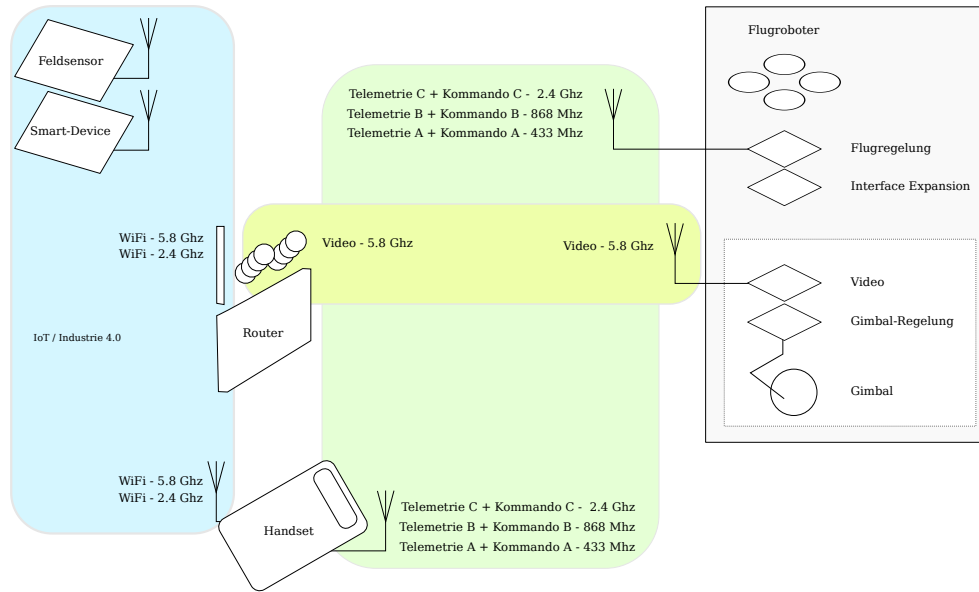 Feldsensor
Smart-Device
WiFi - 5.8 Ghz
WiFi - 2.4 Ghz
IoT / Industrie 4.0
WiFi - 5.8 Ghz
WiFi - 2.4 Ghz
Router
Handset
Telemetrie C + Kommando C - 2.4 Ghz
Telemetrie B + Kommando B - 868 Mhz
Telemetrie A + Kommando A - 433 Mhz
Video - 5.8 Ghz
Video - 5.8 Ghz
Telemetrie C + Kommando C - 2.4 Ghz
Telemetrie B + Kommando B - 868 Mhz
Telemetrie A + Kommando A - 433 Mhz
Flugroboter
Flugregelung
Interface Expansion
Video
Gimbal-Regelung
Gimbal